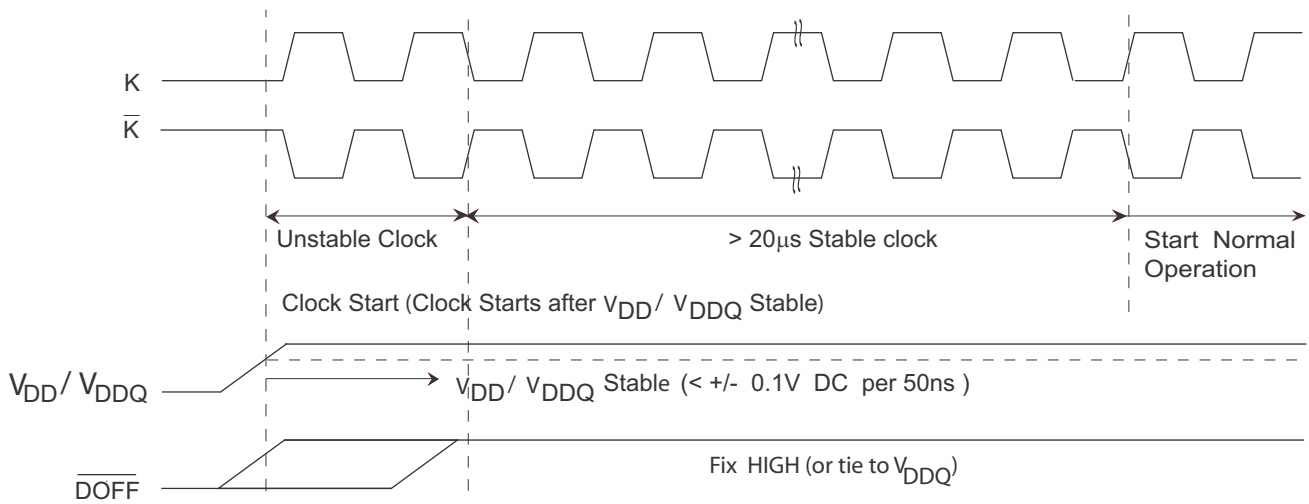 K
K̅
Unstable Clock
> 20μs Stable clock
Start Normal
Operation
Clock Start (Clock Starts after VDD / VDDQ Stable)
VDD / VDDQ
VDD / VDDQ Stable (< +/- 0.1V DC per 50ns )
D̅O̅F̅F̅
Fix HIGH (or tie to VDDQ)